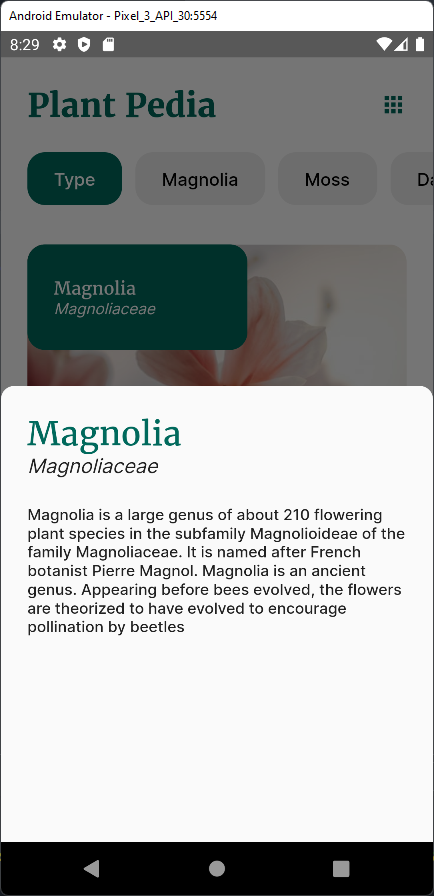 Android Emulator - Pixel_3_API_30:5554
8:29
Plant Pedia
Type Magnolia Moss Da
Magnolia
Magnoliaceae
Magnolia
Magnoliaceae
Magnolia is a large genus of about 210 flowering
plant species in the subfamily Magnolioideae of the
family Magnoliaceae. It is named after French
botanist Pierre Magnol. Magnolia is an ancient
genus. Appearing before bees evolved, the flowers
are theorized to have evolved to encourage
pollination by beetles